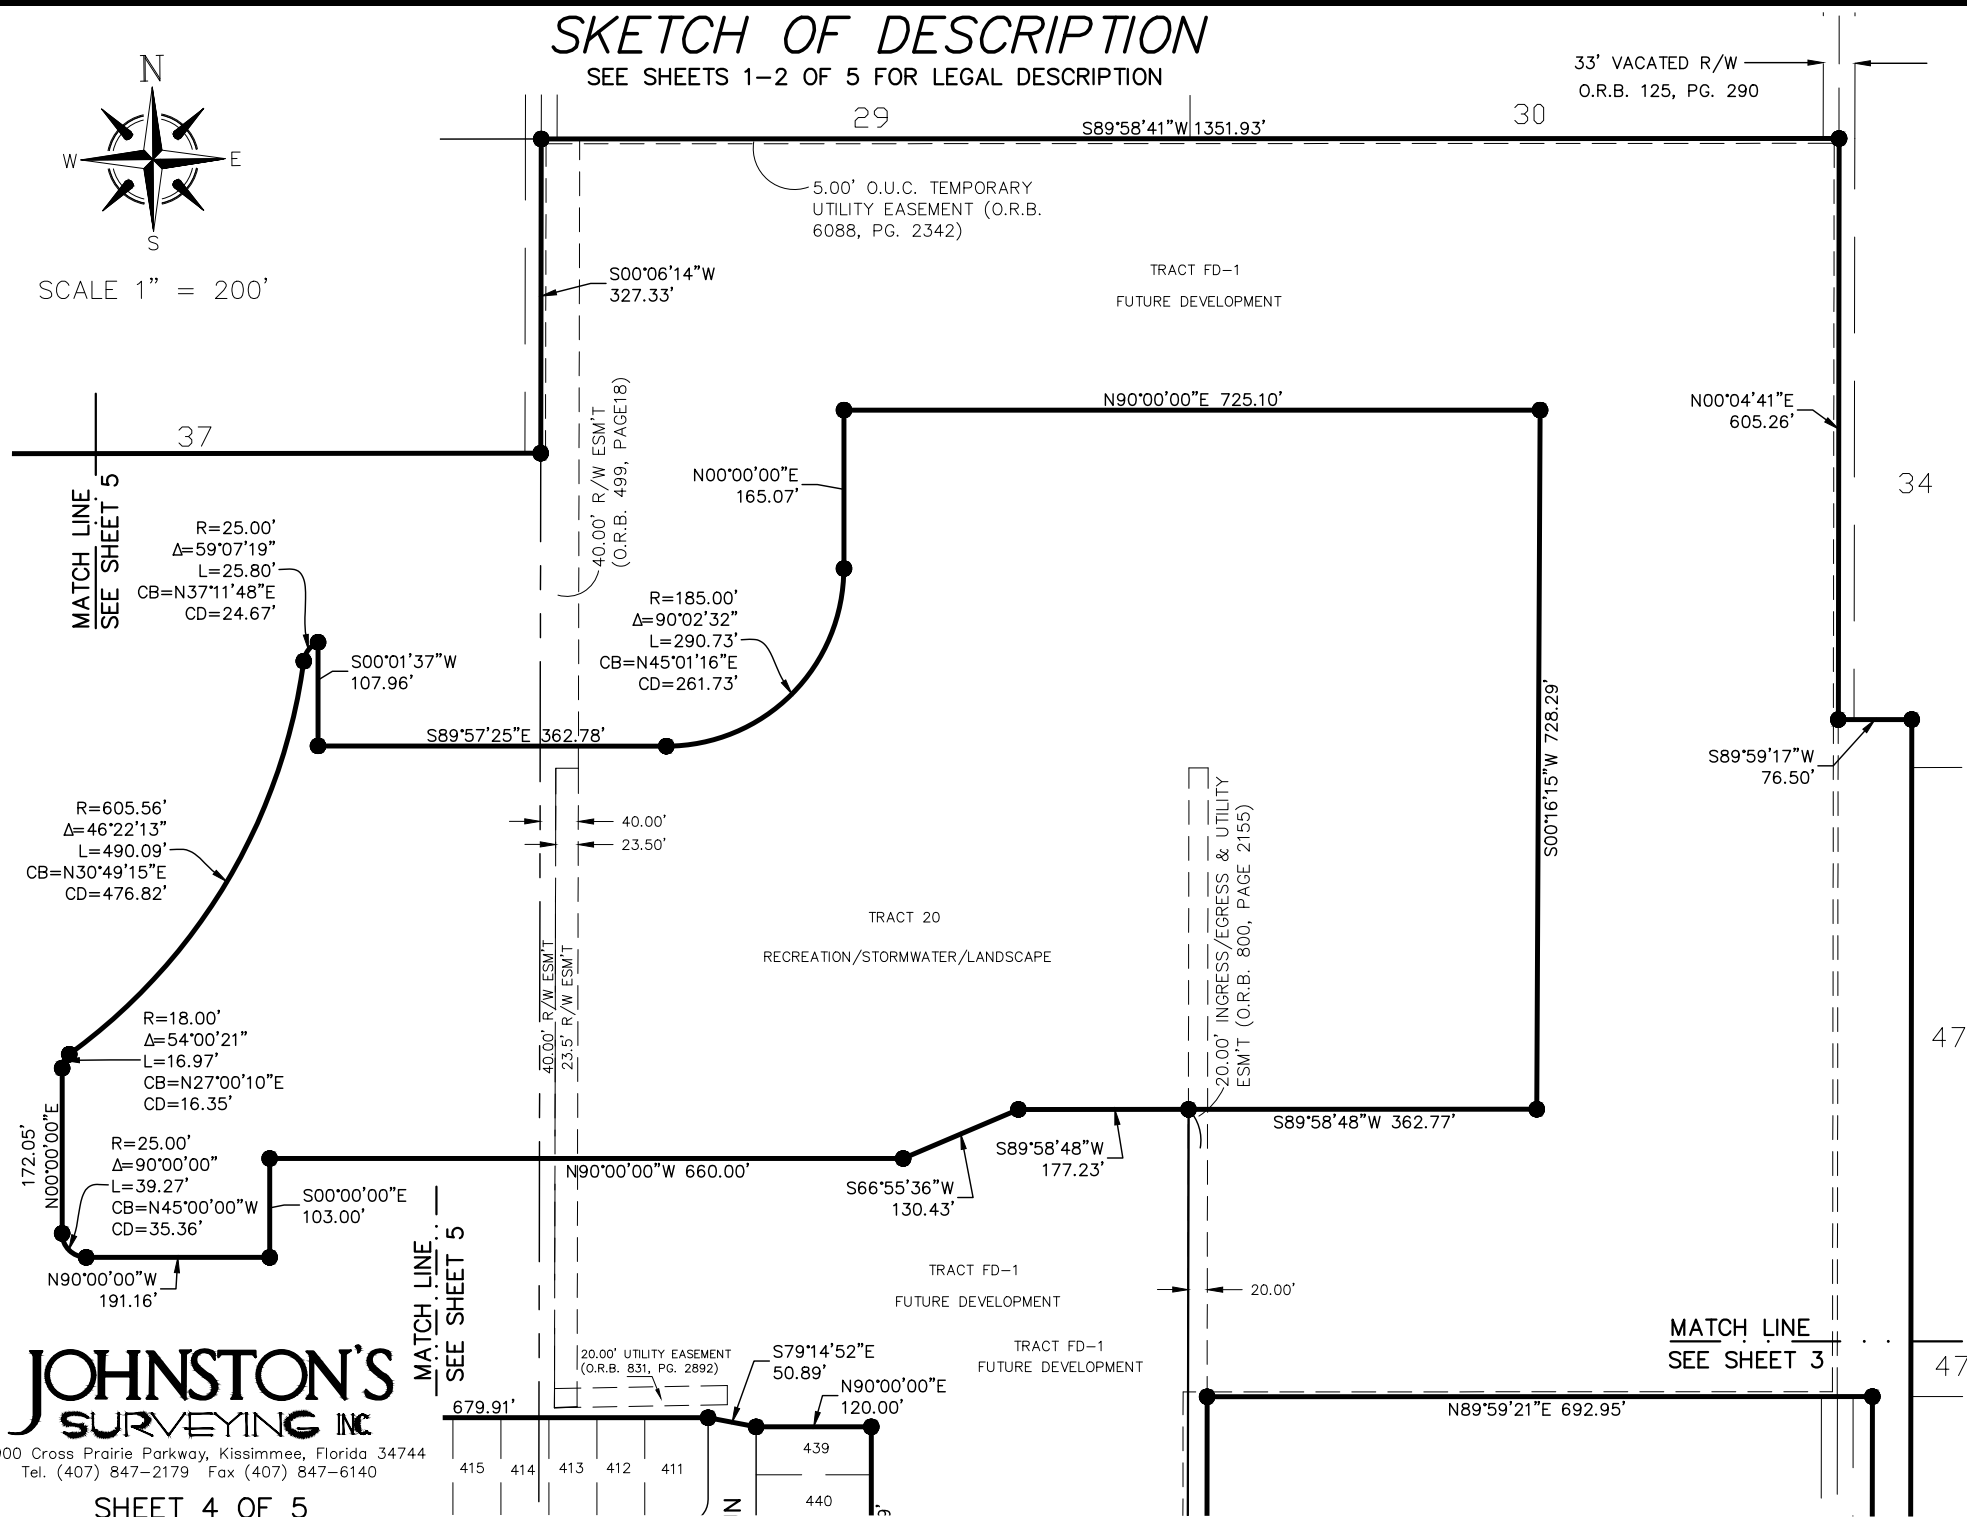 SKETCH OF DESCRIPTION
SEE SHEETS 1-2 OF 5 FOR LEGAL DESCRIPTION
33' VACATED R/W
O.R.B. 125, PG. 290
N
W
E
S
SCALE 1" = 200'
29
S89°58'41"W 1351.93'
30
5.00' O.U.C. TEMPORARY
UTILITY EASEMENT (O.R.B.
6088, PG. 2342)
TRACT FD-1
FUTURE DEVELOPMENT
S00°06'14"W
327.33'
40.00' R/W ESM'T
(O.R.B. 499, PAGE18)
N90°00'00"E 725.10'
N00°04'41"E
605.26'
37
34
MATCH LINE
SEE SHEET 5
N00°00'00"E
165.07'
R=25.00'
Δ=59°07'19"
L=25.80'
CB=N37°11'48"E
CD=24.67'
R=185.00'
Δ=90°02'32"
L=290.73'
CB=N45°01'16"E
CD=261.73'
S00°01'37"W
107.96'
S89°57'25"E 362.78'
S00°16'15"W 728.29'
S89°59'17"W
76.50'
R=605.56'
Δ=46°22'13"
L=490.09'
CB=N30°49'15"E
CD=476.82'
40.00'
23.50'
20.00' INGRESS/EGRESS & UTILITY
ESM'T (O.R.B. 800, PAGE 2155)
TRACT 20
RECREATION/STORMWATER/LANDSCAPE
40.00' R/W ESM'T
23.5' R/W ESM'T
47
R=18.00'
Δ=54°00'21"
L=16.97'
CB=N27°00'10"E
CD=16.35'
172.05'
N00°00'00"E
R=25.00'
Δ=90°00'00"
L=39.27'
CB=N45°00'00"W
CD=35.36'
S00°00'00"E
103.00'
N90°00'00"W 660.00'
S66°55'36"W
130.43'
S89°58'48"W
177.23'
S89°58'48"W 362.77'
N90°00'00"W
191.16'
MATCH LINE
SEE SHEET 5
TRACT FD-1
FUTURE DEVELOPMENT
20.00'
TRACT FD-1
FUTURE DEVELOPMENT
MATCH LINE
SEE SHEET 3
47
20.00' UTILITY EASEMENT
(O.R.B. 831, PG. 2892)
S79°14'52"E
50.89'
N90°00'00"E
120.00'
679.91'
N89°59'21"E 692.95'
JOHNSTON'S
SURVEYING INC.
00 Cross Prairie Parkway, Kissimmee, Florida 34744
Tel. (407) 847-2179 Fax (407) 847-6140
SHEET 4 OF 5
415
414
413
412
411
439
440